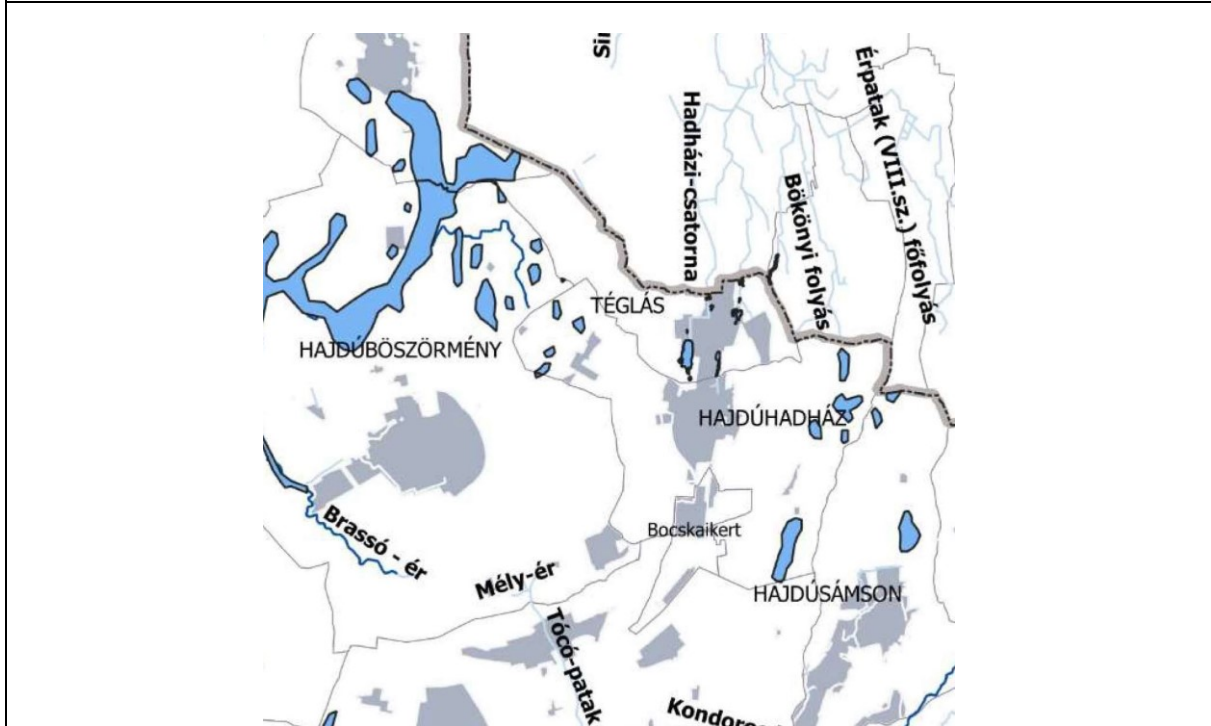 Sin
Hadházi-csatorna
Bökönyi folyás
Érpatak (VIII.sz.) főfolyás
TÉGLÁS
HAJDÚBÖSZÖRMÉNY
HAJDÚHADHÁZ
Bocskaikert
Brassó - ér
Mély-ér
HAJDÚSÁMSON
Tócó-patak